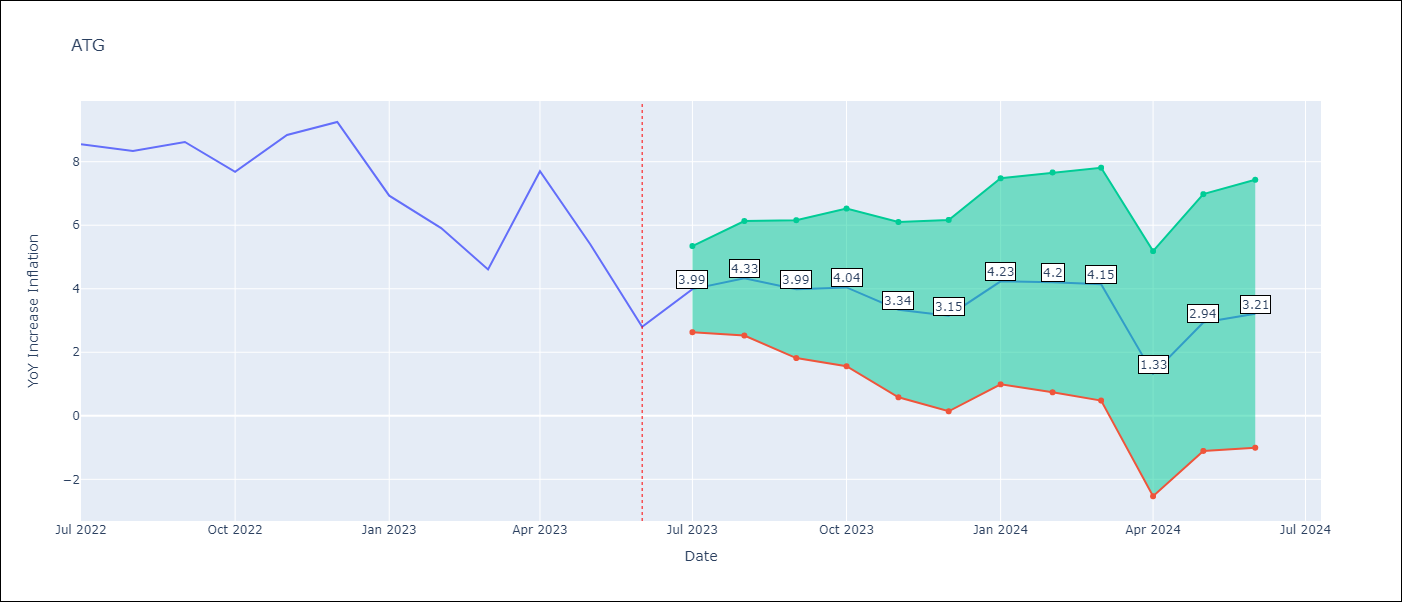 ATG
YoY Increase Inflation
8
6
4
2
0
−2
3.99
4.33
3.99
4.04
3.34
3.15
4.23
4.2
4.15
1.33
2.94
3.21
Jul 2022
Oct 2022
Jan 2023
Apr 2023
Jul 2023
Oct 2023
Jan 2024
Apr 2024
Jul 2024
Date